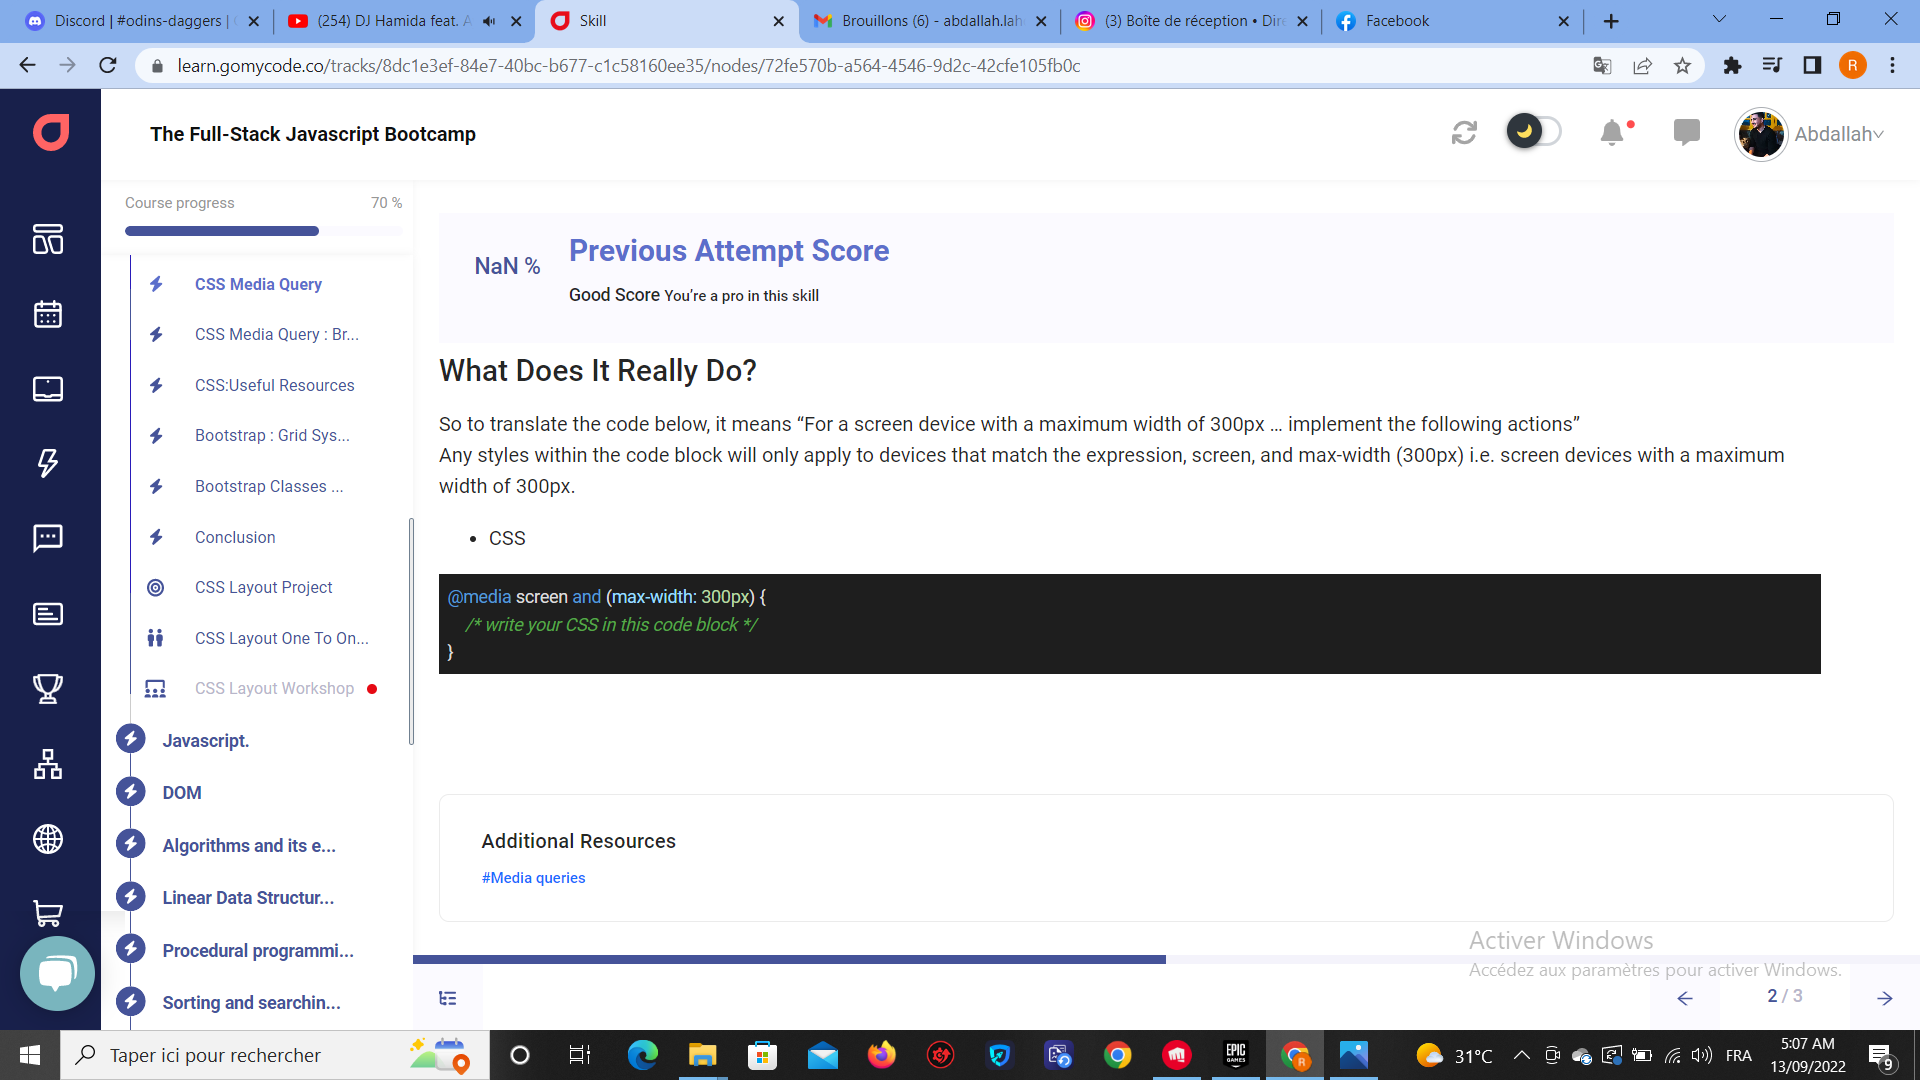 Discord | #odins-daggers |
(254) DJ Hamida feat. A
Skill
Brouillons (6) - abdallah.lah
(3) Boîte de réception • Dire
Facebook
learn.gomycode.co/tracks/8dc1e3ef-84e7-40bc-b677-c1c58160ee35/nodes/72fe570b-a564-4546-9d2c-42cfe105fb0c
R
The Full-Stack Javascript Bootcamp
Abdallah
Course progress
70 %
CSS Media Query
CSS Media Query : Br...
CSS:Useful Resources
Bootstrap : Grid Sys...
Bootstrap Classes ...
Conclusion
CSS Layout Project
CSS Layout One To On...
CSS Layout Workshop
Javascript.
DOM
Algorithms and its e...
Linear Data Structur...
Procedural programmi...
Sorting and searchin...
NaN %
Previous Attempt Score
Good Score You're a pro in this skill
What Does It Really Do?
So to translate the code below, it means “For a screen device with a maximum width of 300px … implement the following actions”
Any styles within the code block will only apply to devices that match the expression, screen, and max-width (300px) i.e. screen devices with a maximum
width of 300px.
• CSS
@media screen and (max-width: 300px) {
/* write your CSS in this code block */
}
Additional Resources
#Media queries
Activer Windows
Accédez aux paramètres pour activer Windows.
2 / 3
Taper ici pour rechercher
EPIC
GAMES
R
31°C
FRA
5:07 AM
13/09/2022
9